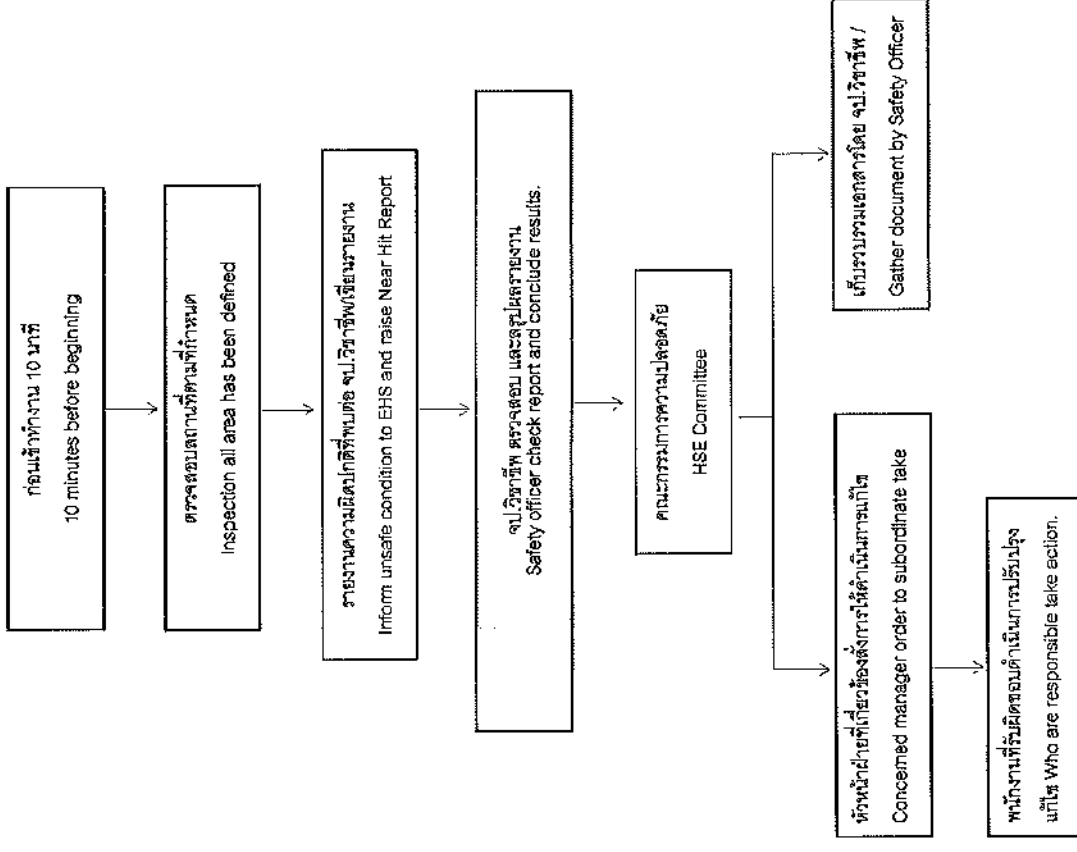 ก่อนเข้าทำงาน 10 นาที
10 minutes before beginning
ตรวจสอบสถานที่ตามที่กำหนด
Inspection all area has been defined
รายงานความผิดปกติที่พบต่อ จป.วิชาชีพ/เขียนรายงาน
Inform unsafe condition to EHS and raise Near Hit Report
จป.วิชาชีพ ตรวจสอบ และสรุปผลรายงาน
Safety officer check report and conclude results.
คณะกรรมการความปลอดภัย
HSE Committee
หัวหน้าฝ่ายที่เกี่ยวข้องสั่งการให้ดำเนินการแก้ไข
Concerned manager order to subordinate take
เก็บรวบรวมเอกสารโดย จป.วิชาชีพ /
Gather document by Safety Officer
พนักงานที่รับผิดชอบดำเนินการปรับปรุง
แก้ไข Who are responsible take action.